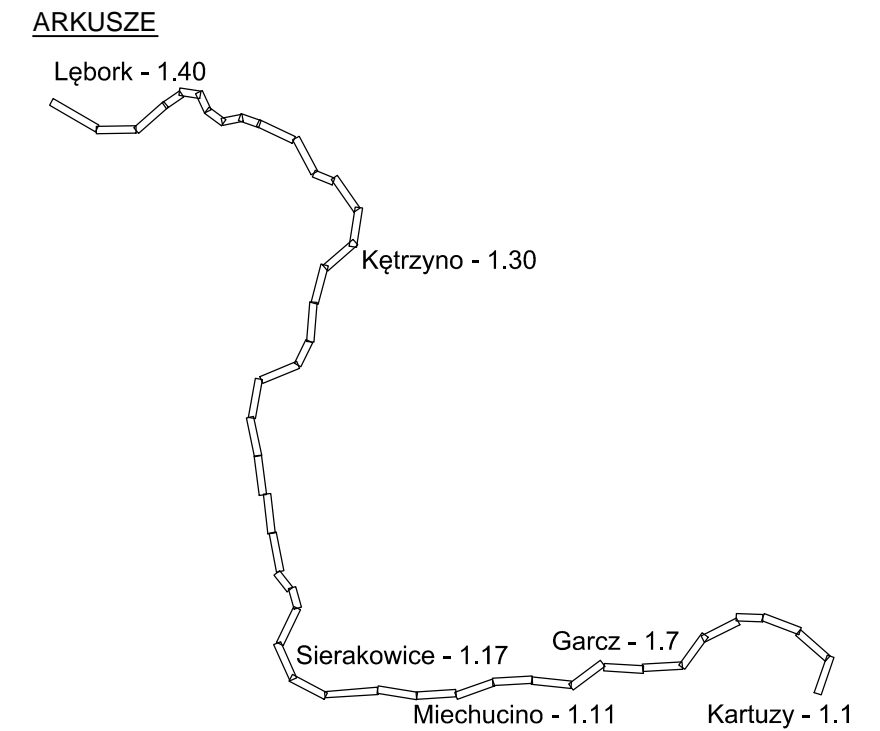 ARKUSZE
Lębork - 1.40
Kętrzyno - 1.30
Garcz - 1.7
Sierakowice - 1.17
Miechucino - 1.11
Kartuzy - 1.1